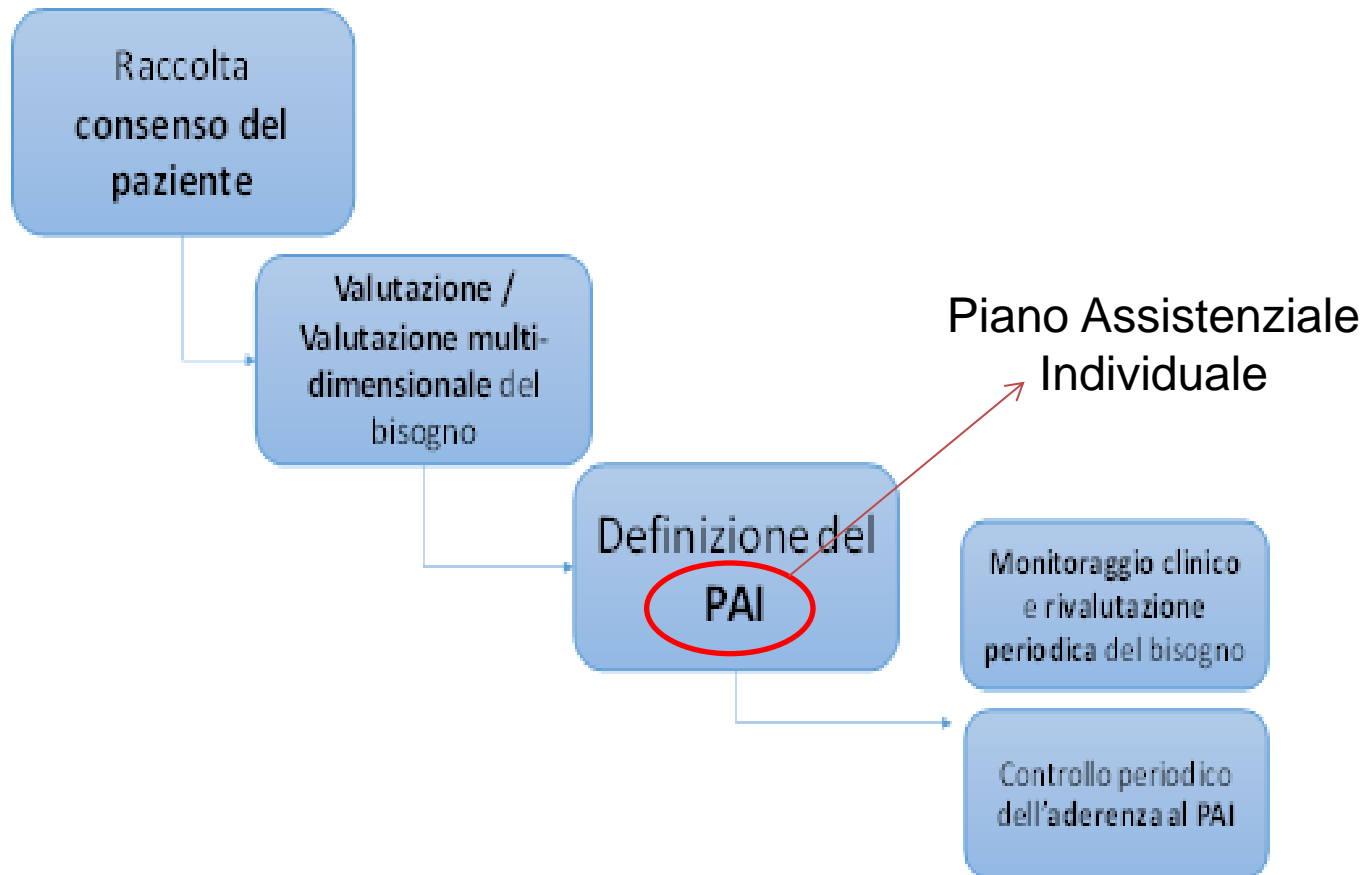 Raccolta
consenso del
paziente
Valutazione /
Valutazione multi-
dimensionale del
bisogno
Piano Assistenziale
Individuale
Definizione del
PAI
Monitoraggio clinico
e rivalutazione
periodica del bisogno
Controllo periodico
dell'aderenza al PAI